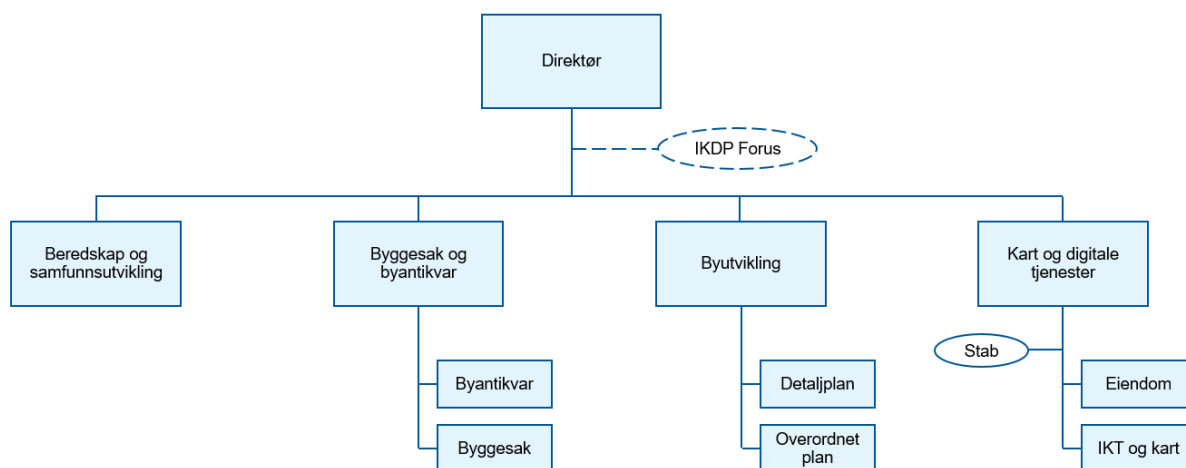 Direktør
IKDP Forus
Beredskap og
samfunnsutvikling
Byggesak og
byantikvar
Byutvikling
Kart og digitale
tjenester
Stab
Byantikvar
Detaljplan
Eiendom
Byggesak
Overordnet
plan
IKT og kart